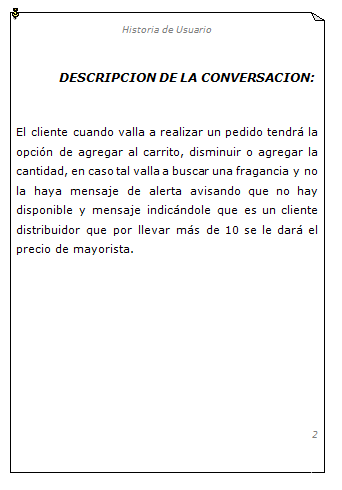 Historia de Usuario
DESCRIPCION DE LA CONVERSACION:
El cliente cuando valla a realizar un pedido tendrá la
opción de agregar al carrito, disminuir o agregar la
cantidad, en caso tal valla a buscar una fragancia y no
la haya mensaje de alerta avisando que no hay
disponible y mensaje indicándole que es un cliente
distribuidor que por llevar más de 10 se le dará el
precio de mayorista.
2